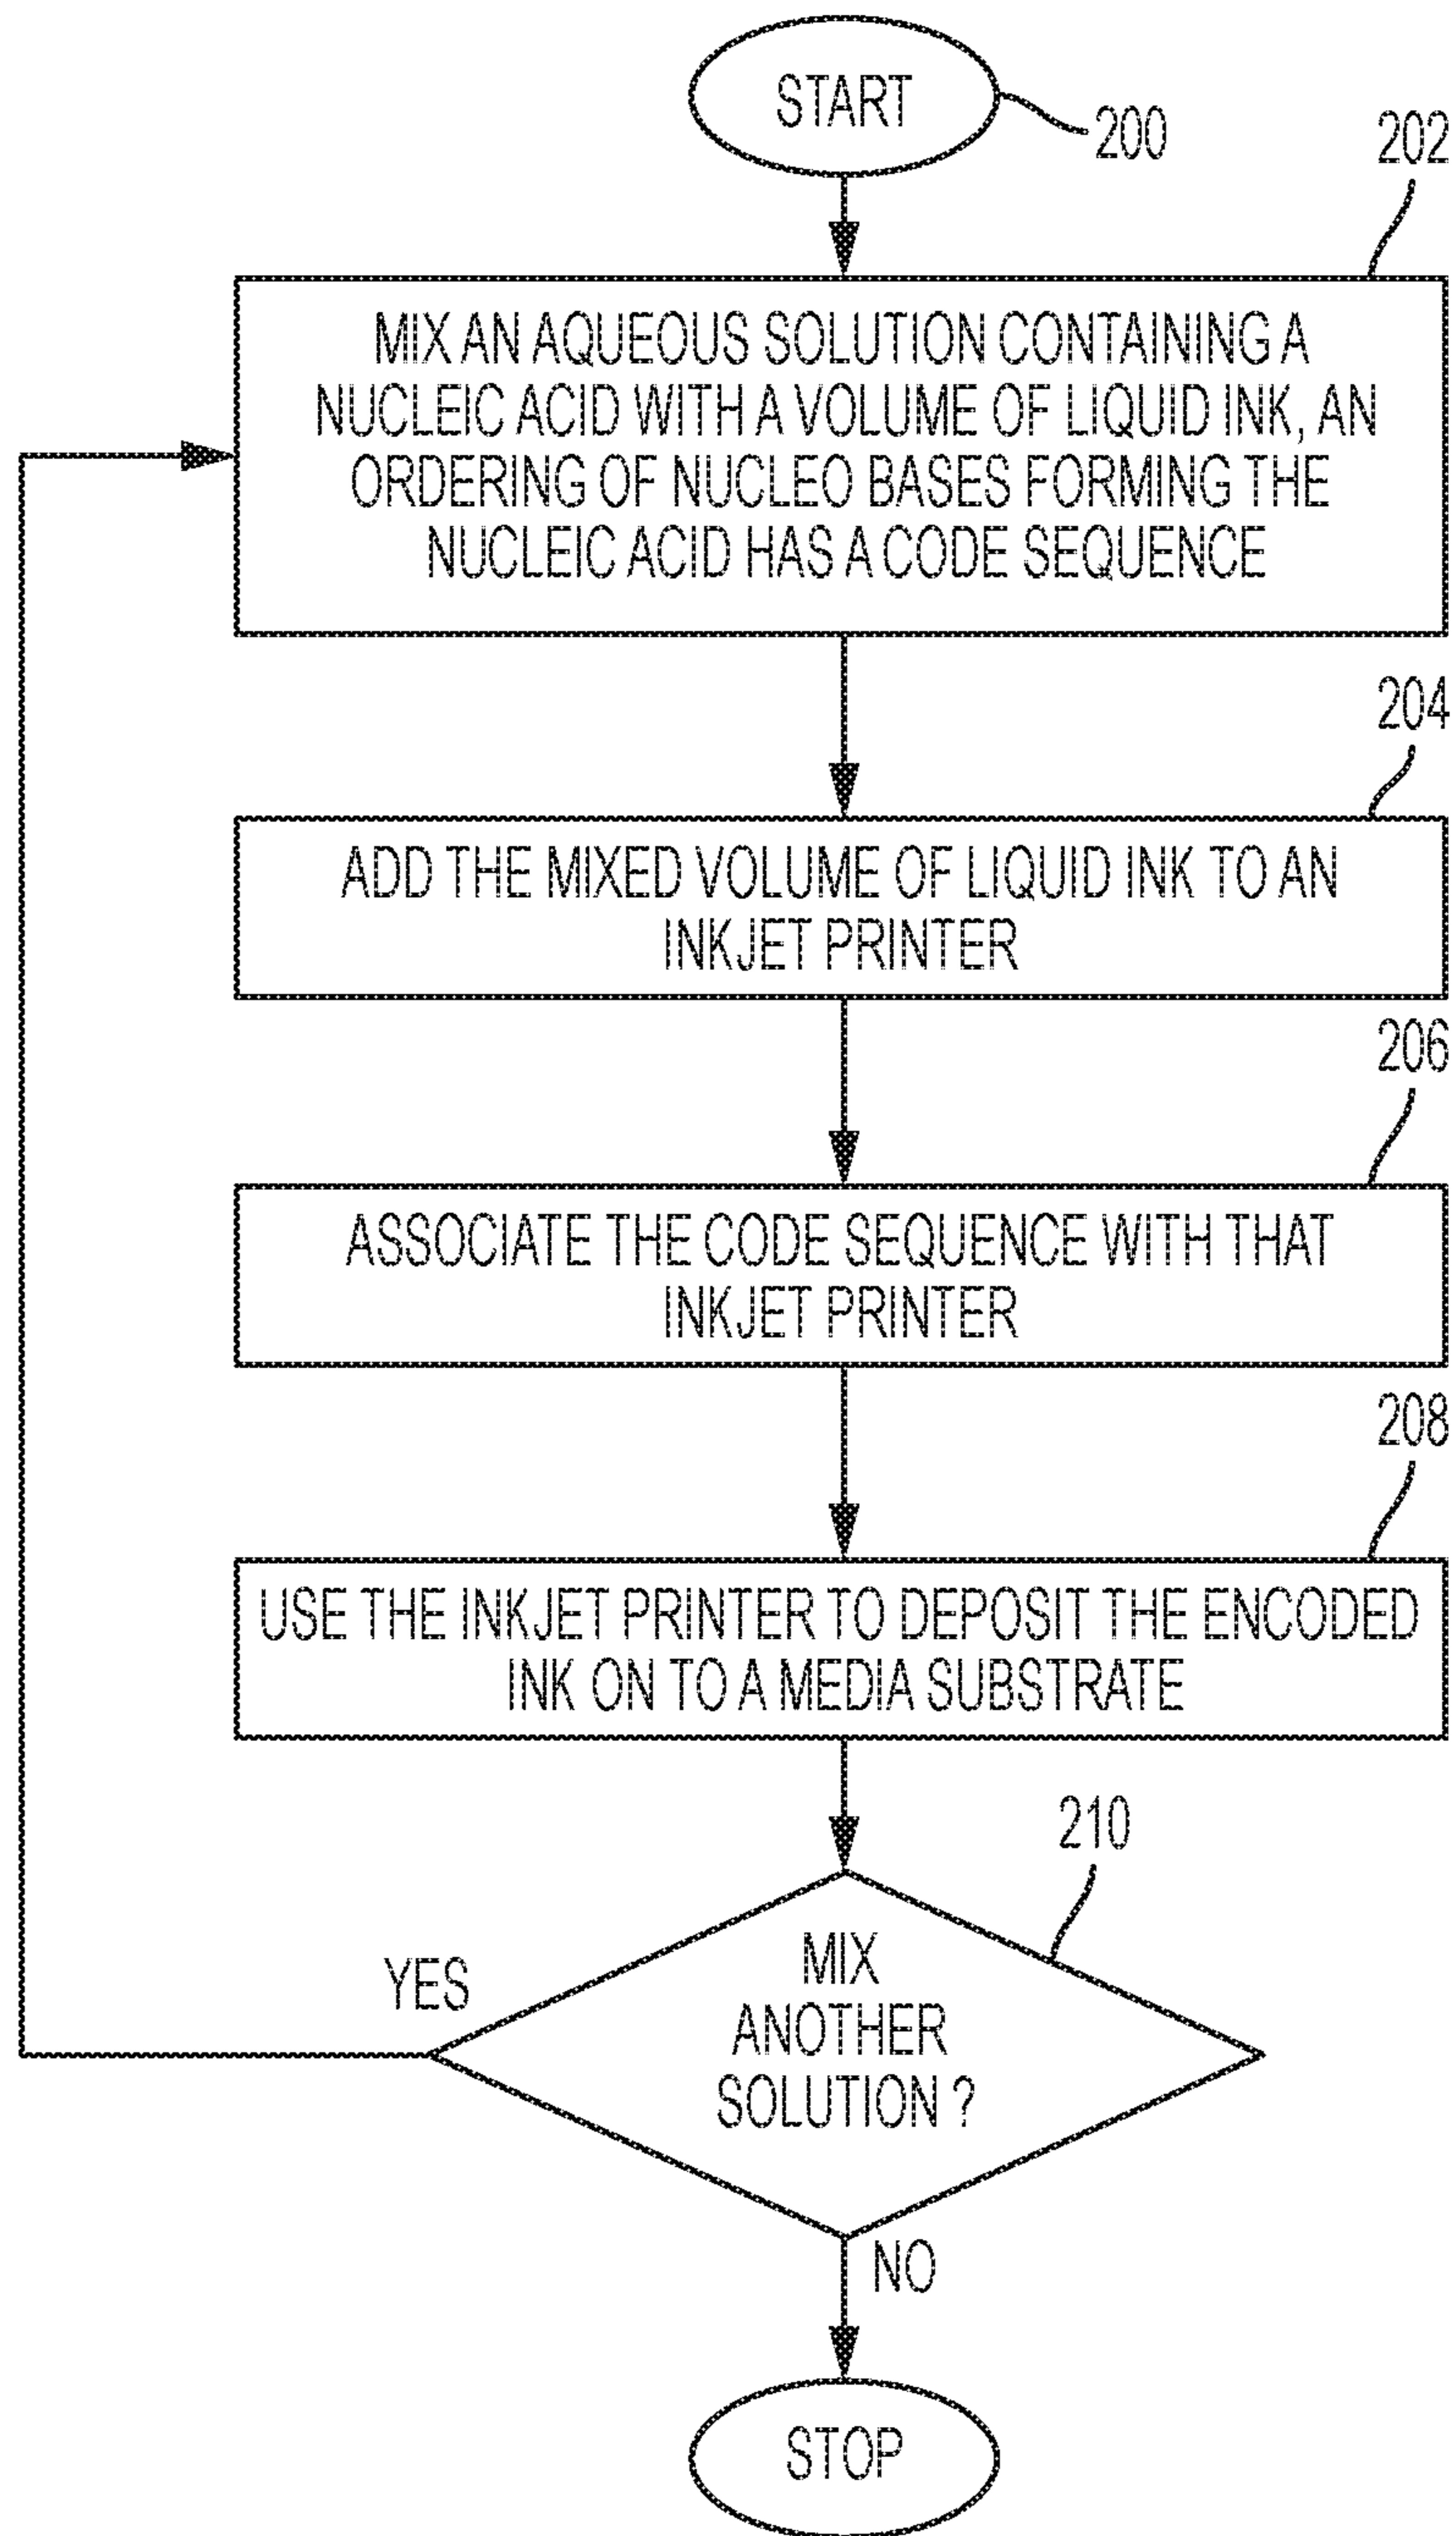 START
200
202
MIX AN AQUEOUS SOLUTION CONTAINING A
NUCLEIC ACID WITH A VOLUME OF LIQUID INK, AN
ORDERING OF NUCLEO BASES FORMING THE
NUCLEIC ACID HAS A CODE SEQUENCE
204
ADD THE MIXED VOLUME OF LIQUID INK TO AN
INKJET PRINTER
206
ASSOCIATE THE CODE SEQUENCE WITH THAT
INKJET PRINTER
208
USE THE INKJET PRINTER TO DEPOSIT THE ENCODED
INK ON TO A MEDIA SUBSTRATE
210
YES
MIX
ANOTHER
SOLUTION ?
NO
STOP